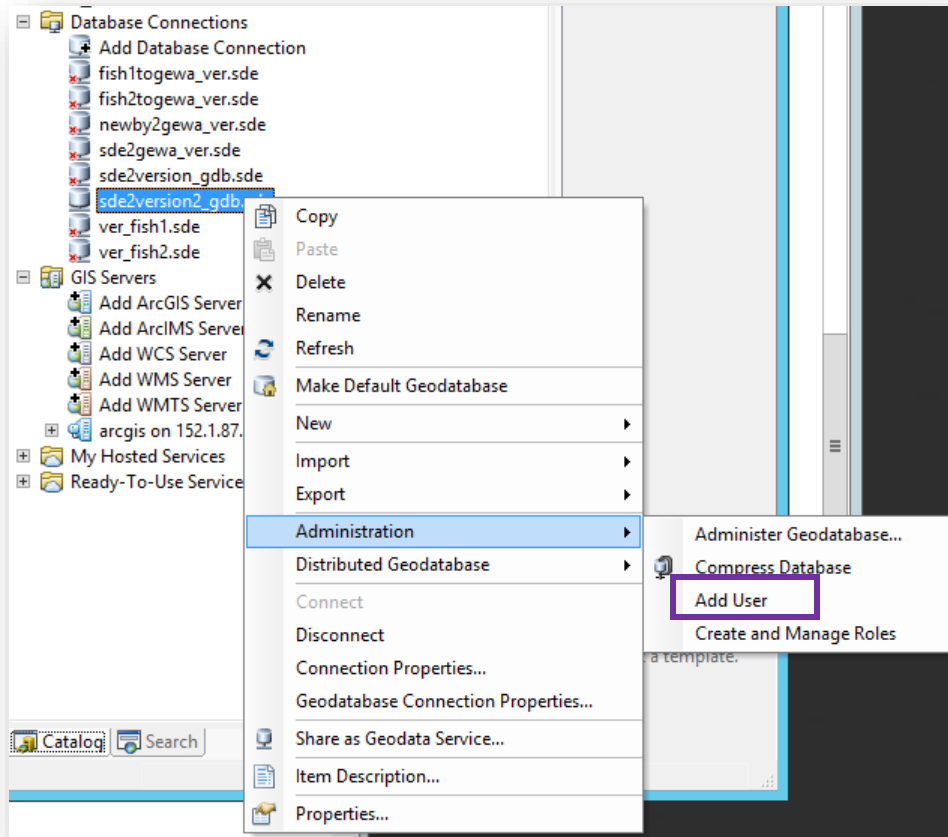 Database Connections
Add Database Connection
fish1togewa_ver.sde
fish2togewa_ver.sde
newby2gewa_ver.sde
sde2gewa_ver.sde
sde2version_gdb.sde
sde2version2_gdb.
ver_fish1.sde
ver_fish2.sde
GIS Servers
Add ArcGIS Server
Add ArcIMS Server
Add WCS Server
Add WMS Server
Add WMTS Server
arcgis on 152.1.87.
My Hosted Services
Ready-To-Use Service
Copy
Paste
Delete
Rename
Refresh
Make Default Geodatabase
New
Import
Export
Administration
Distributed Geodatabase
Connect
Disconnect
Connection Properties...
Geodatabase Connection Properties...
Share as Geodata Service...
Item Description...
Properties...
Administer Geodatabase...
Compress Database
Add User
Create and Manage Roles
a template.
Catalog
Search